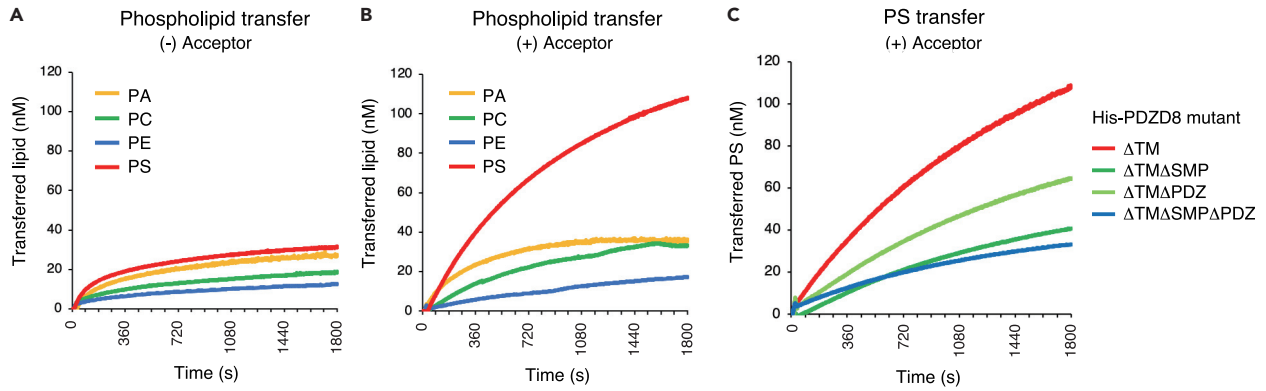 A
Phospholipid transfer
(-) Acceptor
Transferred lipid (nM)
120
100
80
60
40
20
0
PA
PC
PE
PS
0
360
720
1080
1440
1800
Time (s)
B
Phospholipid transfer
(+) Acceptor
Transferred lipid (nM)
120
100
80
60
40
20
0
PA
PC
PE
PS
0
360
720
1080
1440
1800
Time (s)
C
PS transfer
(+) Acceptor
Transferred PS (nM)
120
100
80
60
40
20
0
0
360
720
1080
1440
1800
Time (s)
His-PDZD8 mutant
ΔTM
ΔTMΔSMP
ΔTMΔPDZ
ΔTMΔSMPΔPDZ